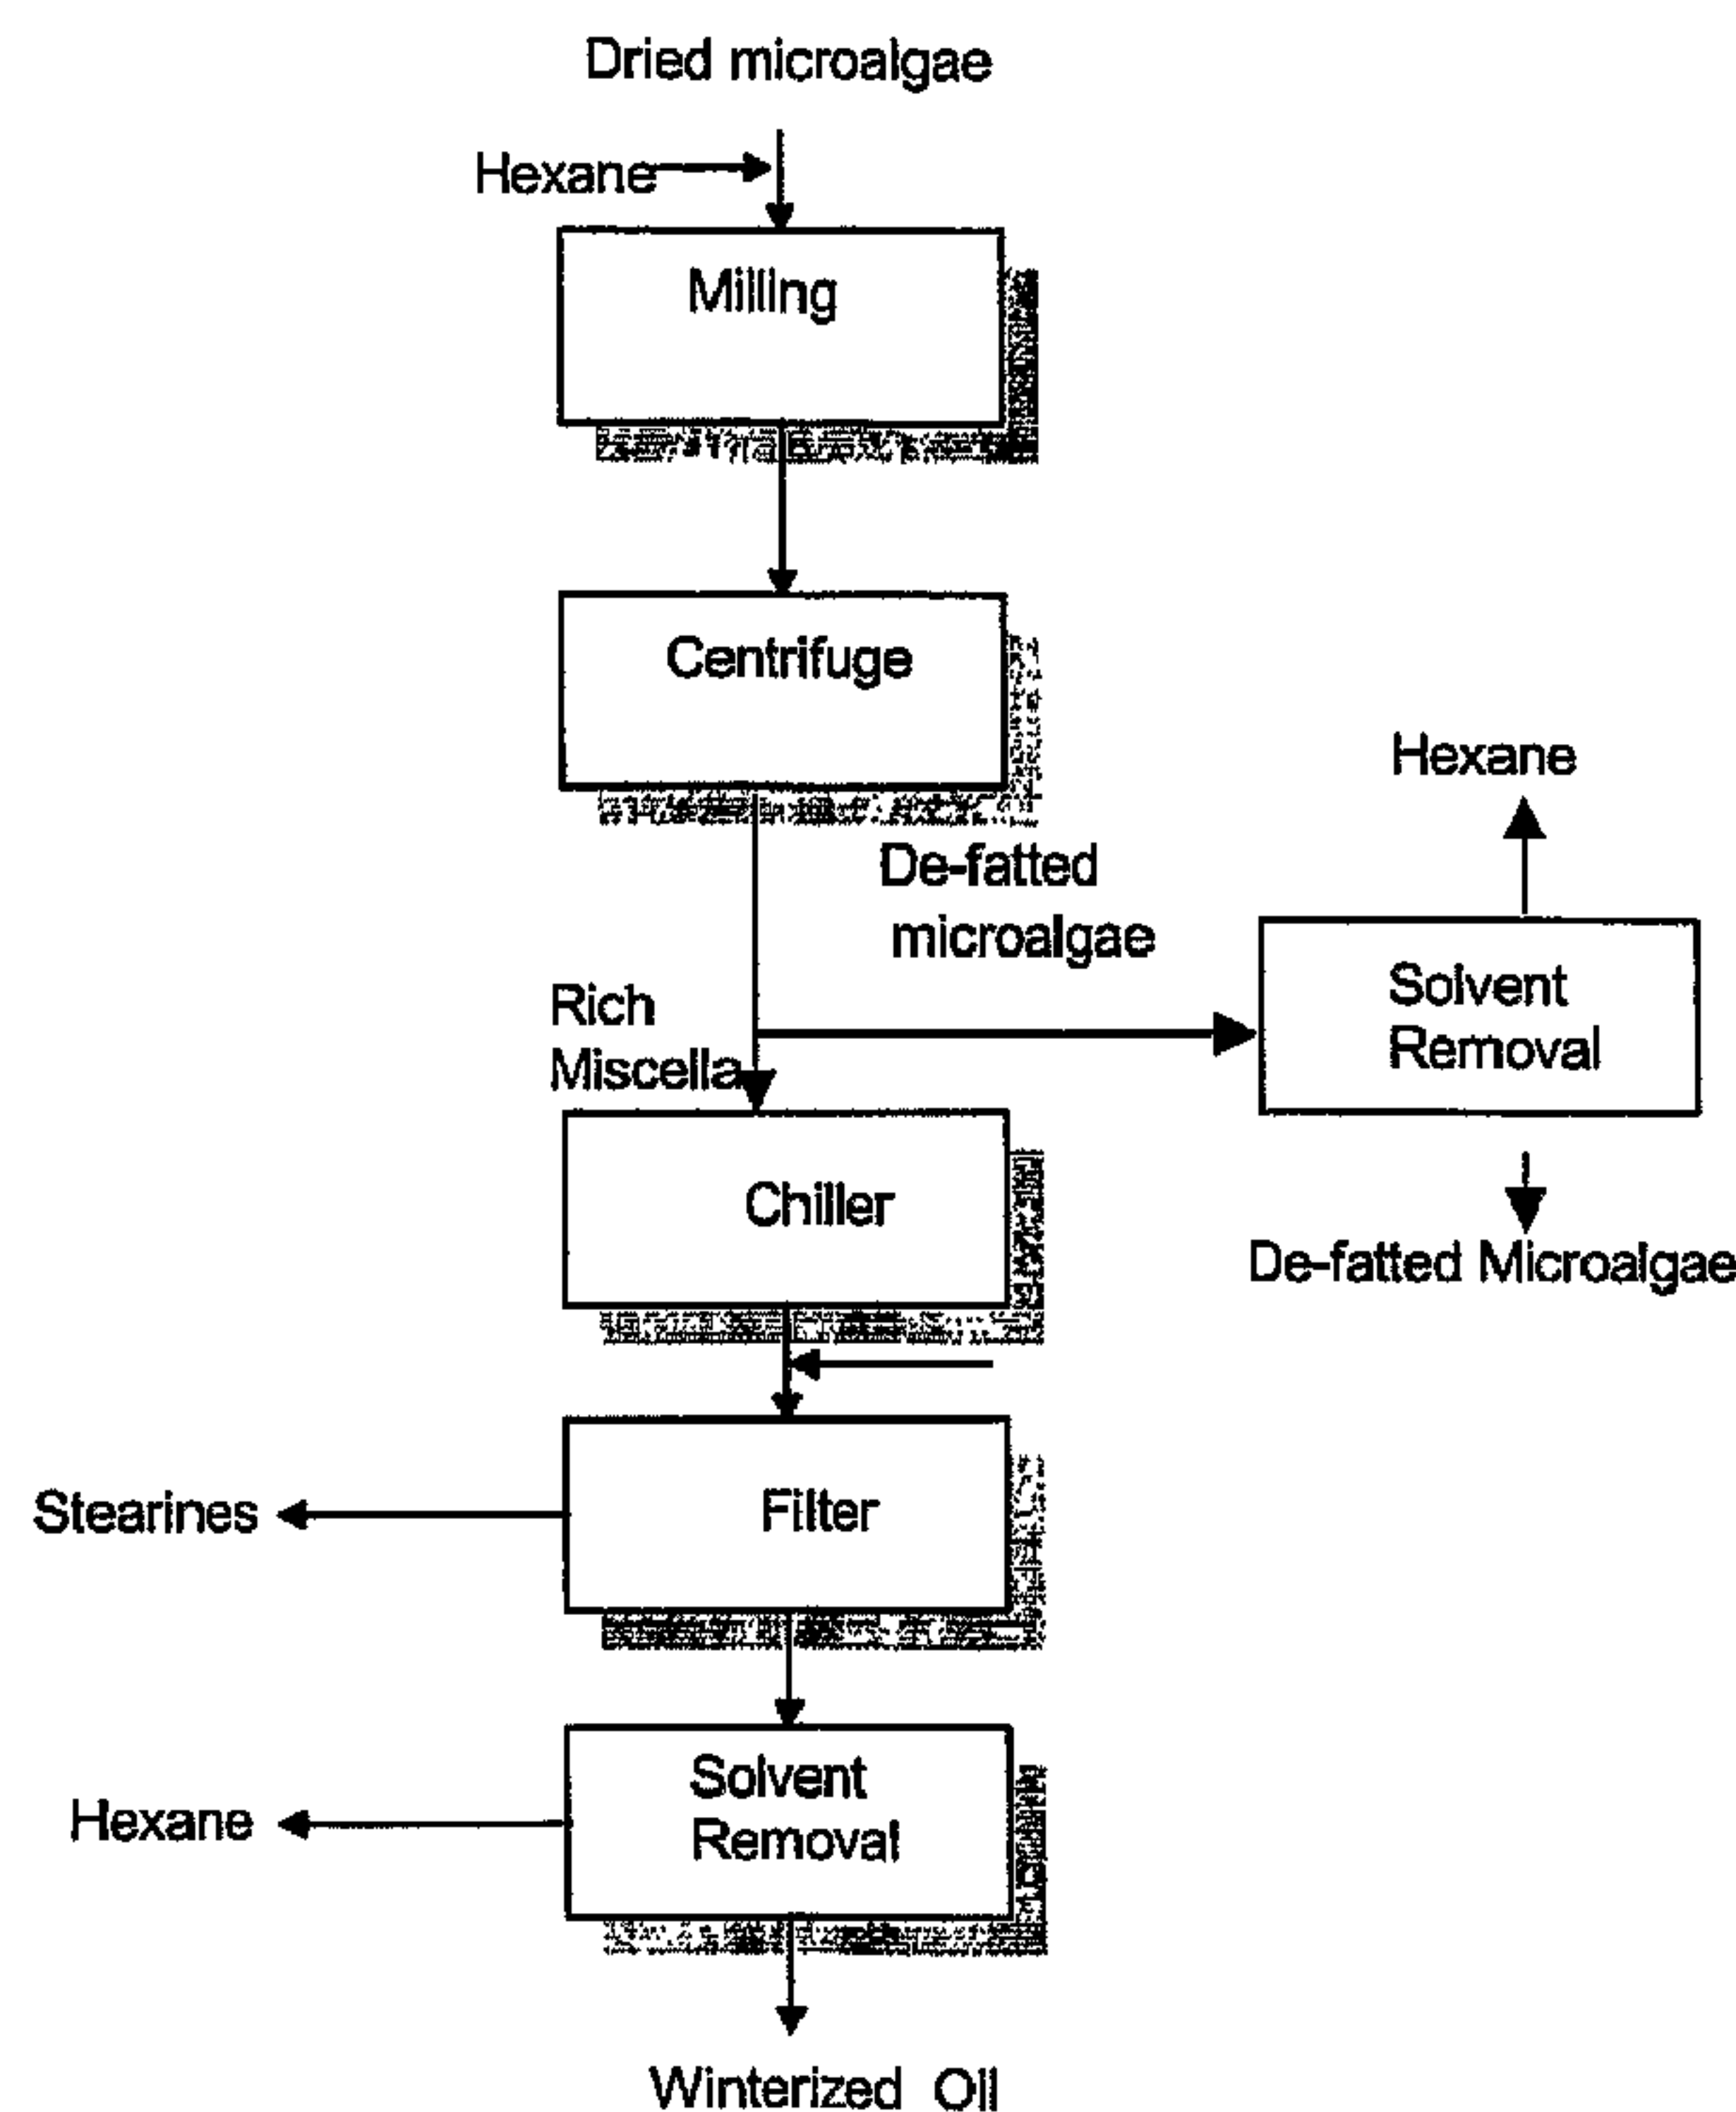 Dried microalgae
Hexane
Milling
Centrifuge
Hexane
De-fatted
microalgae
Solvent
Removal
Rich
Miscella
Chiller
De-fatted Microalgae
Stearines
Filter
Solvent
Removal
Hexane
Winterized Oil